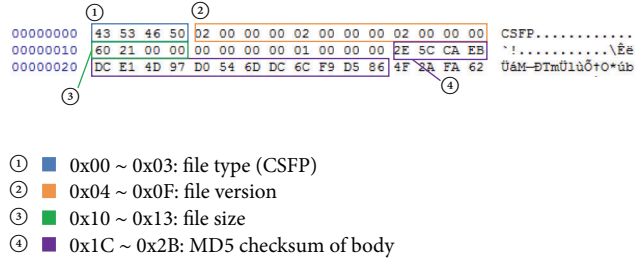 ① ②
00000000 43 53 46 50 02 00 00 00 02 00 00 00 02 00 00 00 CSFP............
00000010 60 21 00 00 00 00 00 00 01 00 00 00 2E 5C CA EB `!...........\Êë
00000020 DC E1 4D 97 D0 54 6D DC 6C F9 D5 86 4F 2A FA 62 ÜáM—ÐTmÜlùÕ†O*úb
③ ④
① 0x00 ~ 0x03: file type (CSFP)
② 0x04 ~ 0x0F: file version
③ 0x10 ~ 0x13: file size
④ 0x1C ~ 0x2B: MD5 checksum of body